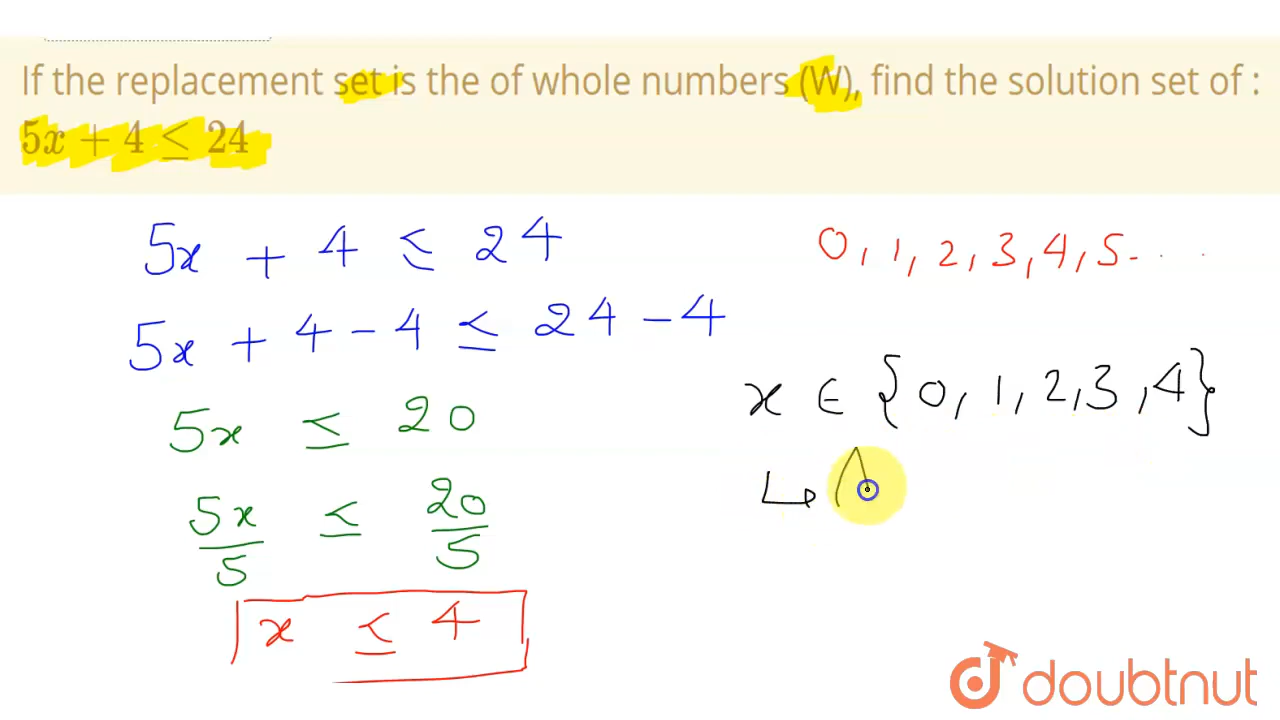 If the replacement set is the of whole numbers (W), find the solution set of :
5x + 4 ≤ 24
5x + 4 ≤ 24
5x + 4 - 4 ≤ 24 - 4
5x ≤ 20
5x/5 ≤ 20/5
x ≤ 4
0, 1, 2, 3, 4, 5 - . . .
x ∈ {0, 1, 2, 3, 4}
doubtnut